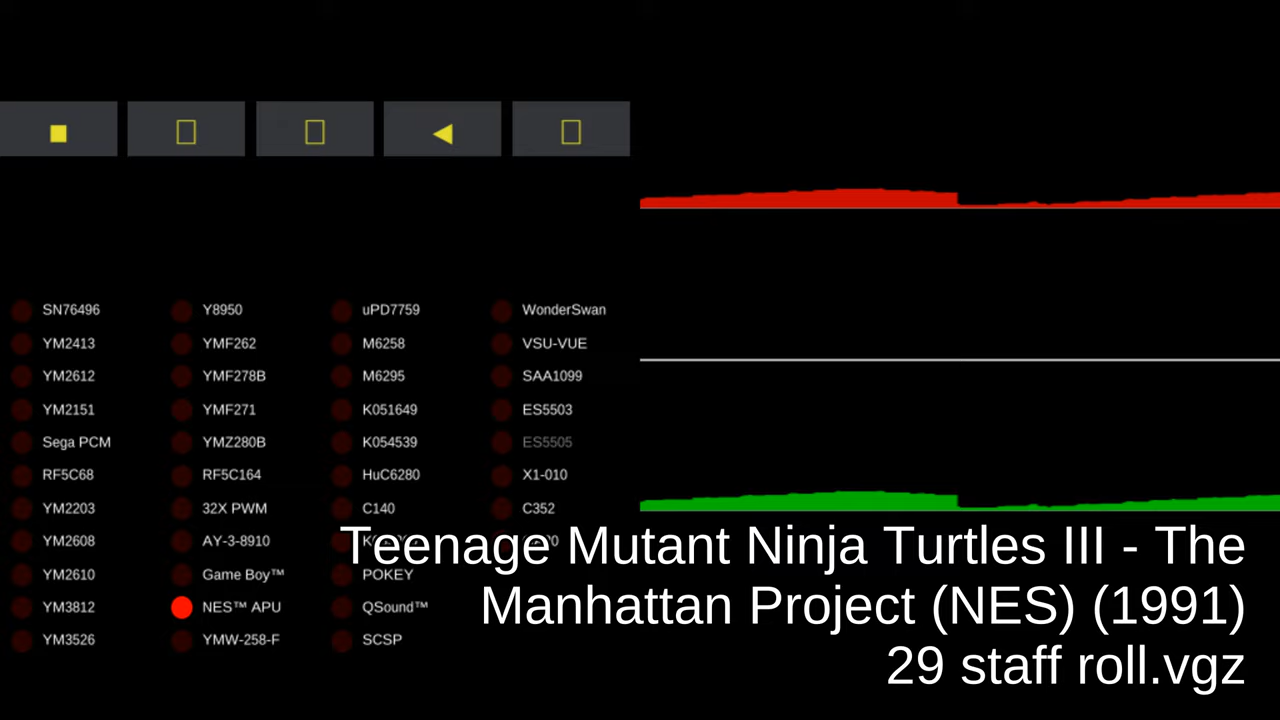 SN76496 Y8950 uPD7759 WonderSwan
YM2413 YMF262 M6258 VSU-VUE
YM2612 YMF278B M6295 SAA1099
YM2151 YMF271 K051649 ES5503
Sega PCM YMZ280B K054539 ES5505
RF5C68 RF5C164 HuC6280 X1-010
YM2203 32X PWM C140 C352
YM2608 AY-3-8910
Teenage Mutant Ninja Turtles III - The
YM2610 Game Boy™ POKEY
YM3812 NES™ APU QSound™
Manhattan Project (NES) (1991)
YM3526 YMW-258-F SCSP
29 staff roll.vgz